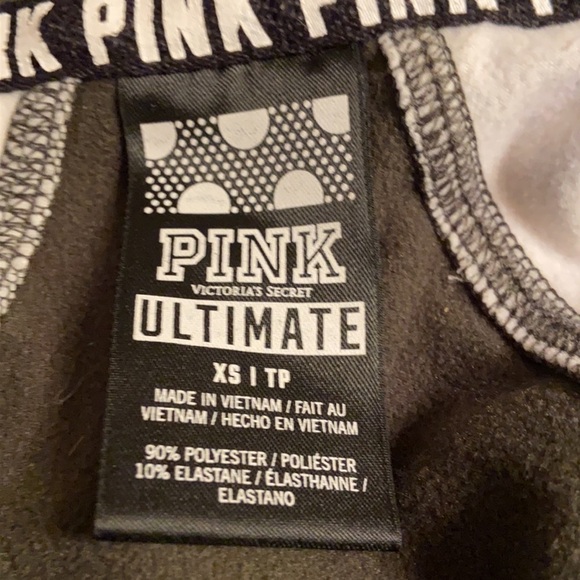 NK PINK PINK P
PINK
VICTORIA'S SECRET
ULTIMATE
XS | TP
MADE IN VIETNAM / FAIT AU
VIETNAM / HECHO EN VIETNAM
90% POLYESTER / POLIÉSTER
10% ELASTANE / ÉLASTHANNE /
ELASTANO